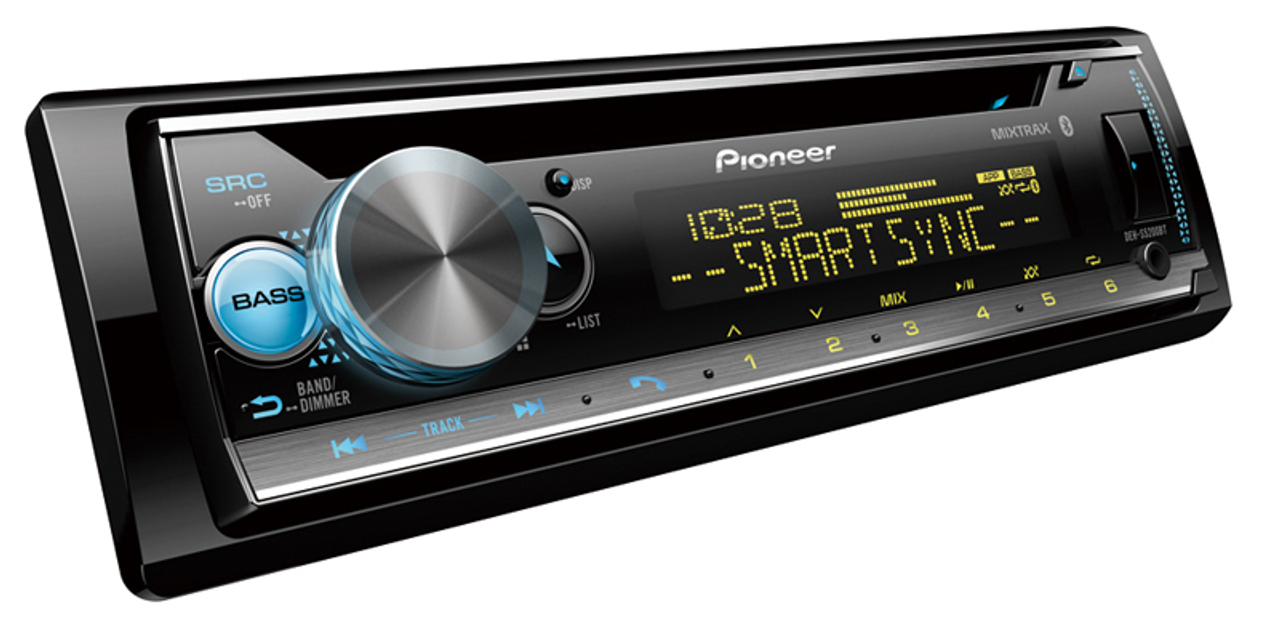 SRC
OFF
DISP
Pioneer
MIXTRAX
APP BASS
10:28
--SMARTSYNC--
DEH-S5200BT
BASS
LIST
BAND/
DIMMER
TRACK
MIX
1 2 3 4 5 6